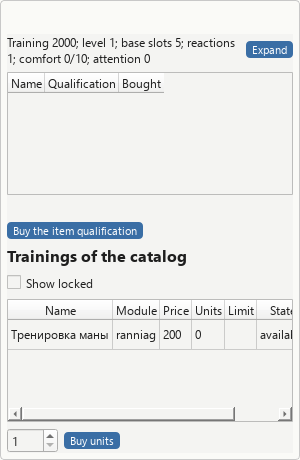 Training 2000; level 1; base slots 5; reactions
1; comfort 0/10; attention 0
Expand
Name Qualification Bought
Buy the item qualification
Trainings of the catalog
Show locked
Name Module Price Units Limit State
Тренировка маны ranniag 200 0 availab
1 Buy units